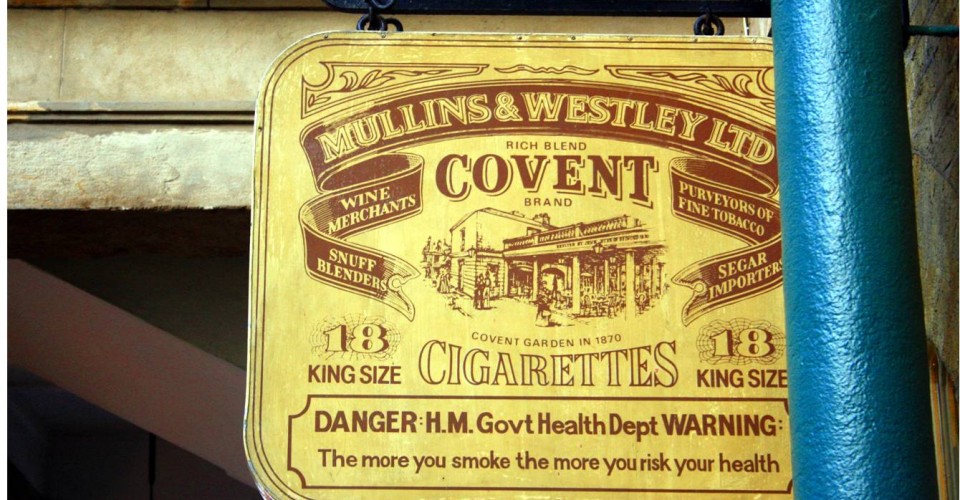 MULLINS & WESTLEY LTD
RICH BLEND
COVENT
BRAND
WINE
MERCHANTS
SNUFF
BLENDERS
PURVEYORS OF
FINE TOBACCO
SEGAR
IMPORTERS
COVENT GARDEN IN 1870
18
KING SIZE
CIGARETTES
18
KING SIZE
DANGER: H.M. Govt Health Dept WARNING:
The more you smoke the more you risk your health